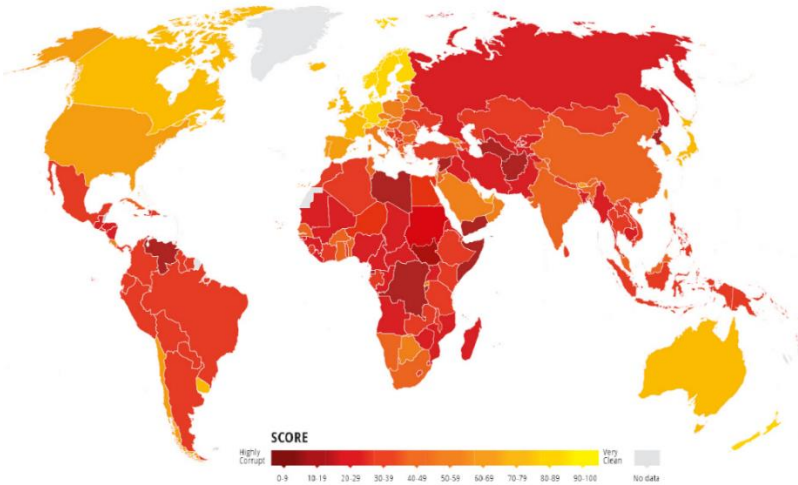 SCORE
Highly Corrupt
Very Clean
0-9 10-19 20-29 30-39 40-49 50-59 60-69 70-79 80-89 90-100 No data